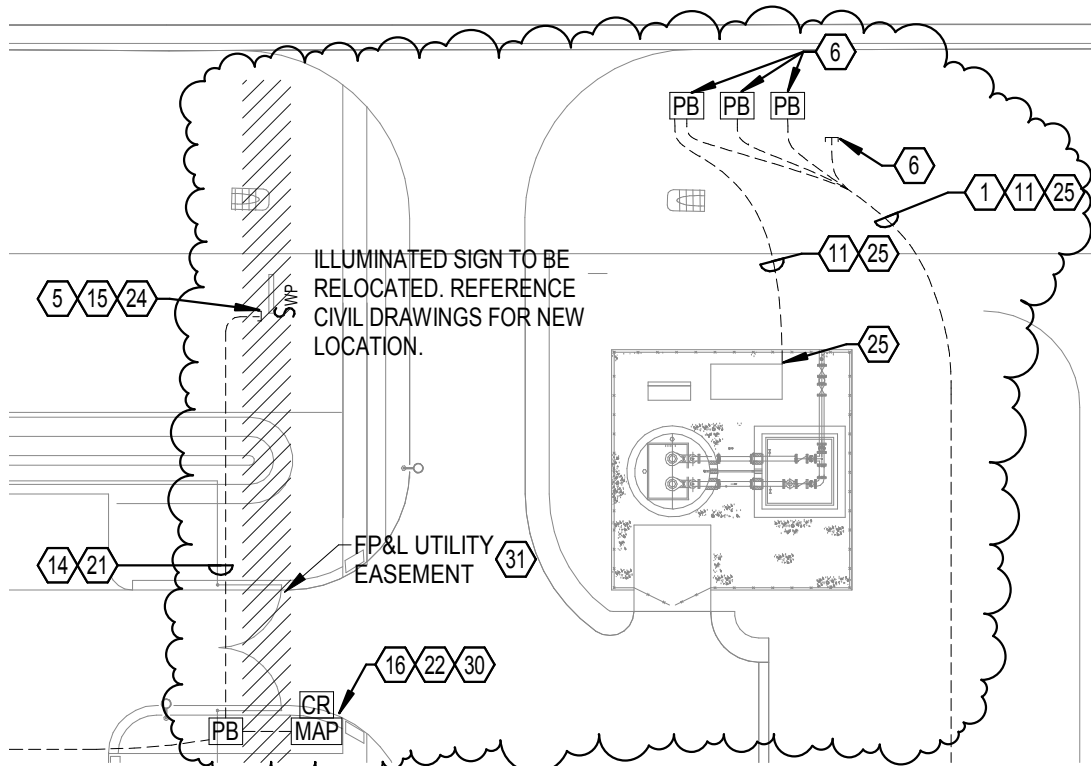 6
PB PB PB
6
1 11 25
11 25
5 15 24
SWP
ILLUMINATED SIGN TO BE
RELOCATED. REFERENCE
CIVIL DRAWINGS FOR NEW
LOCATION.
25
14 21
FP&L UTILITY
EASEMENT
31
16 22 30
CR
PB
MAP